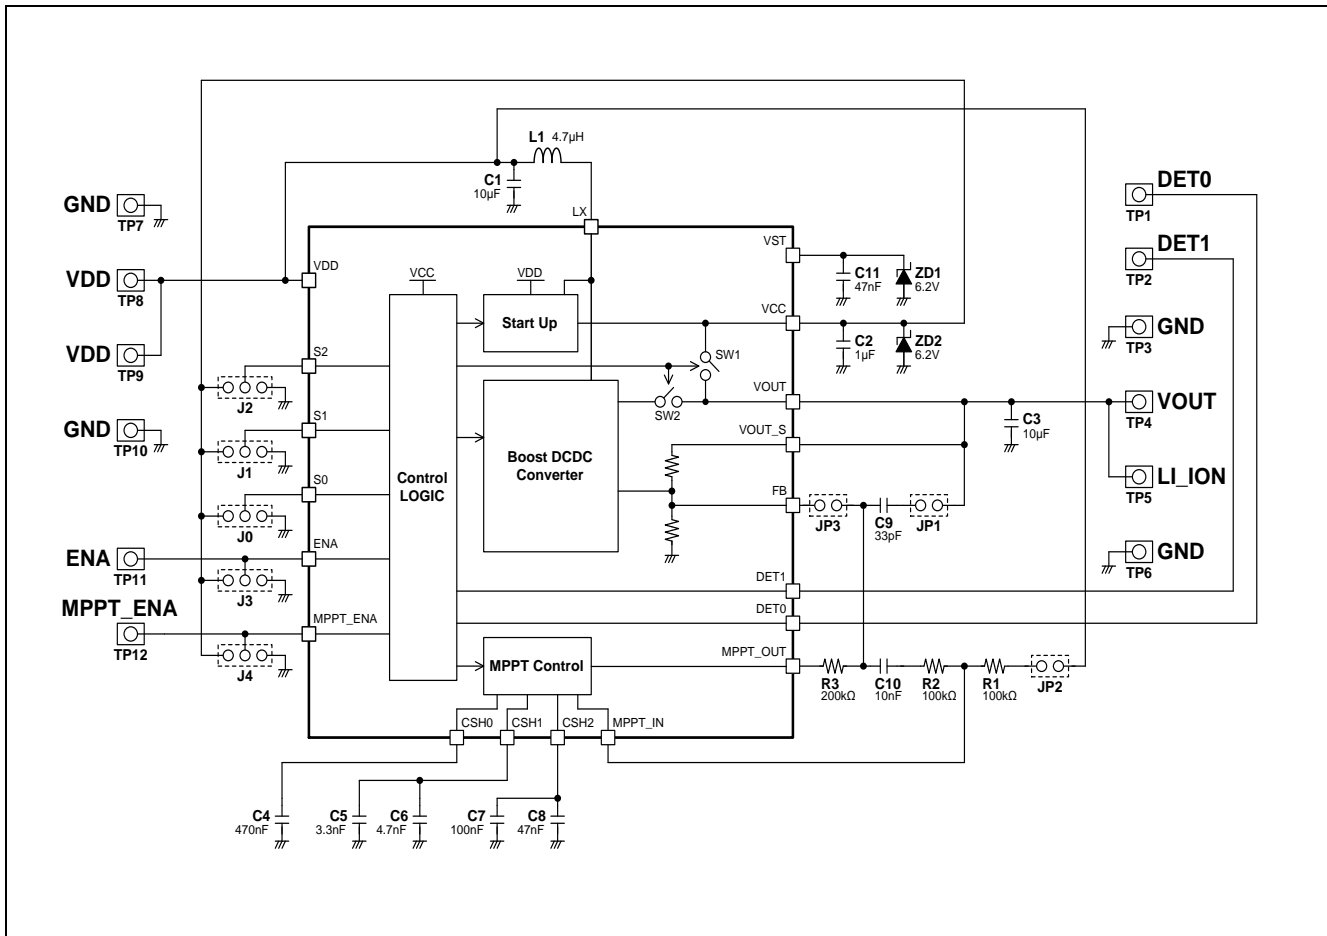 L1 4.7µH
C1
10µF
LX
GND
TP7
VDD
TP8
VDD
TP9
GND
TP10
ENA
TP11
MPPT_ENA
TP12
J2
J1
J0
J3
J4
VDD
S2
S1
S0
ENA
MPPT_ENA
VCC
Control
LOGIC
VDD
Start Up
Boost DCDC
Converter
SW1
SW2
MPPT Control
VST
VCC
VOUT
VOUT_S
FB
DET1
DET0
MPPT_OUT
CSH0
CSH1
CSH2
MPPT_IN
C11
47nF
ZD1
6.2V
C2
1µF
ZD2
6.2V
C3
10µF
JP3
C9
33pF
JP1
R3
200kΩ
C10
10nF
R2
100kΩ
R1
100kΩ
JP2
DET0
TP1
DET1
TP2
GND
TP3
VOUT
TP4
LI_ION
TP5
GND
TP6
C4
470nF
C5
3.3nF
C6
4.7nF
C7
100nF
C8
47nF